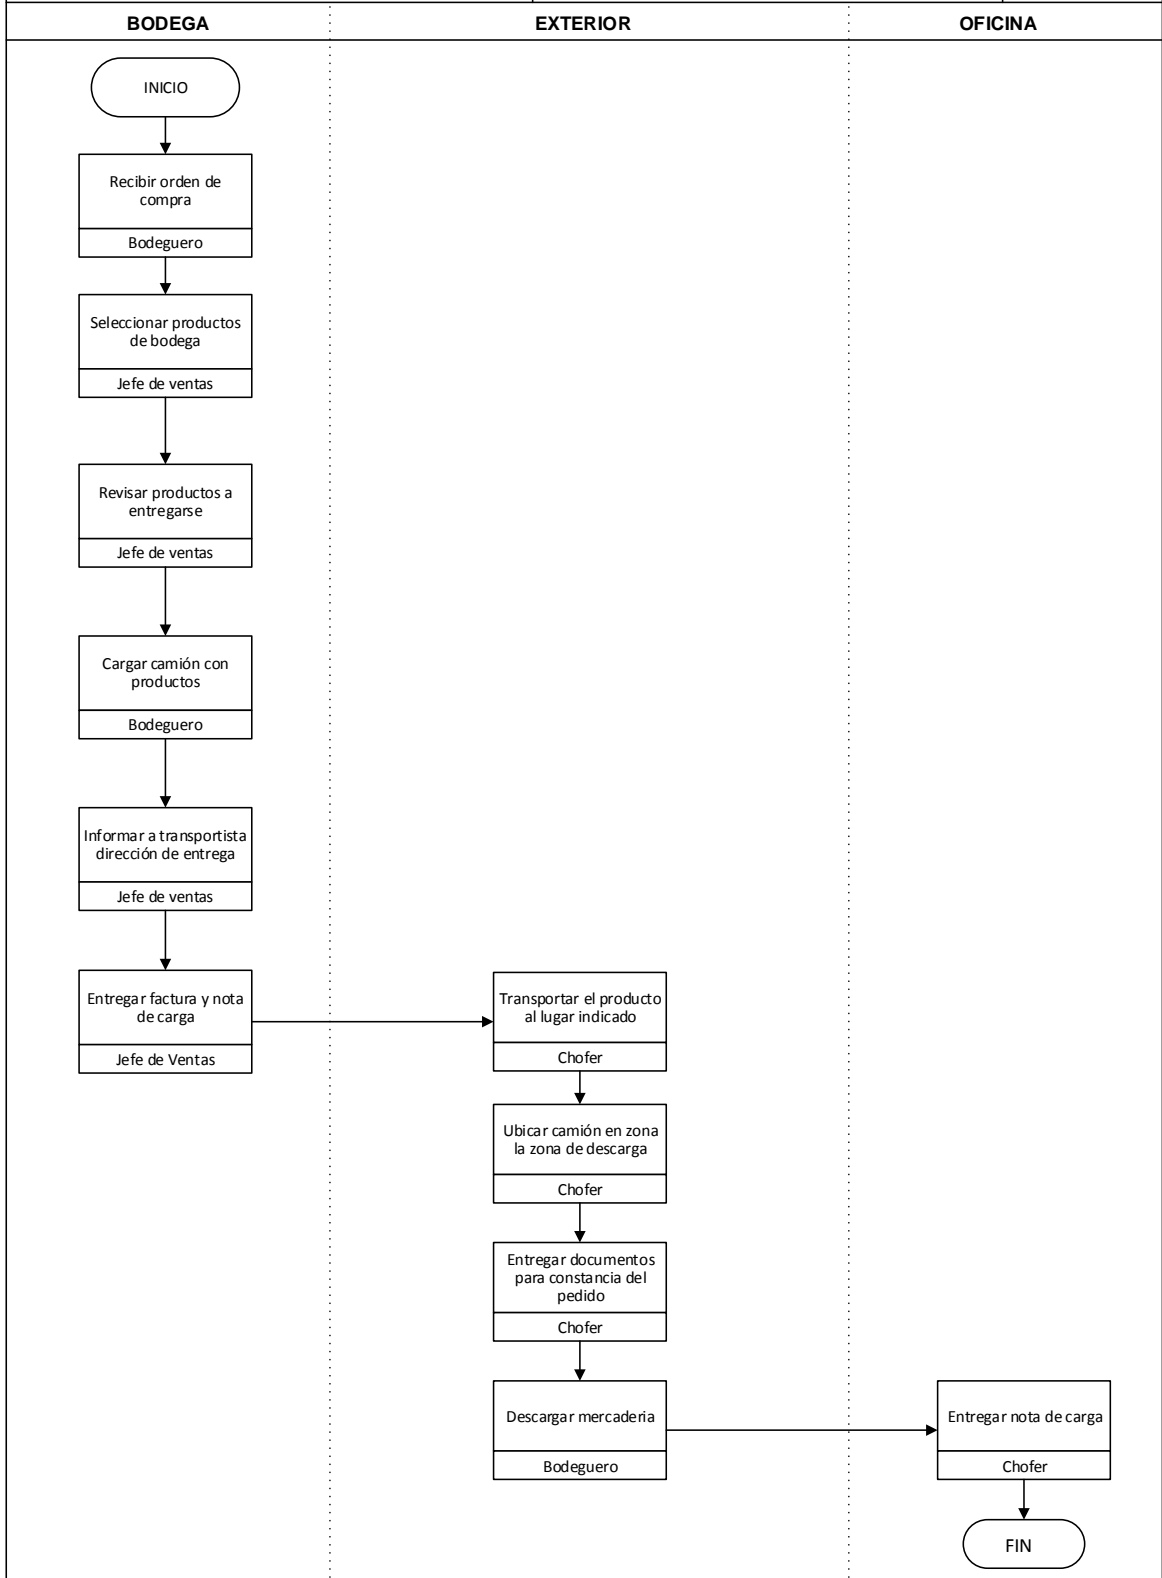 BODEGA
EXTERIOR
OFICINA
INICIO
Recibir orden de
compra
Bodeguero
Seleccionar productos
de bodega
Jefe de ventas
Revisar productos a
entregarse
Jefe de ventas
Cargar camión con
productos
Bodeguero
Informar a transportista
dirección de entrega
Jefe de ventas
Entregar factura y nota
de carga
Jefe de Ventas
Transportar el producto
al lugar indicado
Chofer
Ubicar camión en zona
la zona de descarga
Chofer
Entregar documentos
para constancia del
pedido
Chofer
Descargar mercaderia
Bodeguero
Entregar nota de carga
Chofer
FIN